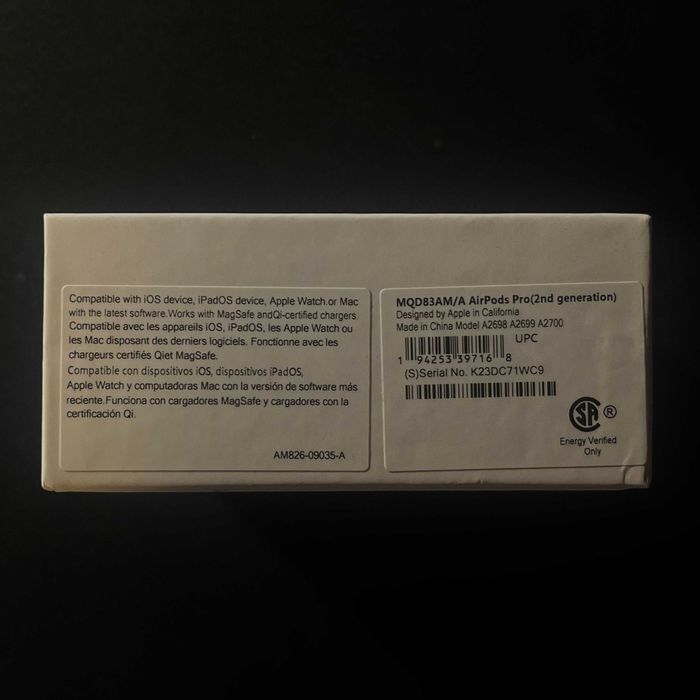 Compatible with iOS device, iPadOS device, Apple Watch.or Mac
with the latest software.Works with MagSafe andQi-certified chargers.
Compatible avec les appareils iOS, iPadOS, les Apple Watch ou
les Mac disposant des derniers logiciels. Fonctionne avec les
chargeurs certifiés Qiet MagSafe.
Compatible con dispositivos iOS, dispositivos iPadOS,
Apple Watch y computadoras Mac con la versión de software más
reciente.Funciona con cargadores MagSafe y cargadores con la
certificación Qi.
AM826-09035-A
MQD83AM/A AirPods Pro(2nd generation)
Designed by Apple in California
Made in China Model A2698 A2699 A2700
UPC
1 94253 39716 8
(S)Serial No. K23DC71WC9
SA ®
Energy Verified
Only